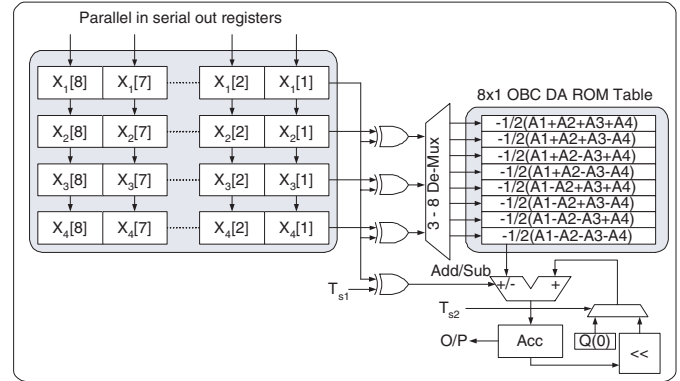 Parallel in serial out registers
X1[8] X1[7] X1[2] X1[1]
X2[8] X2[7] X2[2] X2[1]
X3[8] X3[7] X3[2] X3[1]
X4[8] X4[7] X4[2] X4[1]
3 - 8 De-Mux
8x1 OBC DA ROM Table
-1/2(A1+A2+A3+A4)
-1/2(A1+A2+A3-A4)
-1/2(A1+A2-A3+A4)
-1/2(A1+A2-A3-A4)
-1/2(A1-A2+A3+A4)
-1/2(A1-A2+A3-A4)
-1/2(A1-A2-A3+A4)
-1/2(A1-A2-A3-A4)
Add/Sub
+/- +
Ts1
Ts2
Q(0)
O/P
Acc
<<